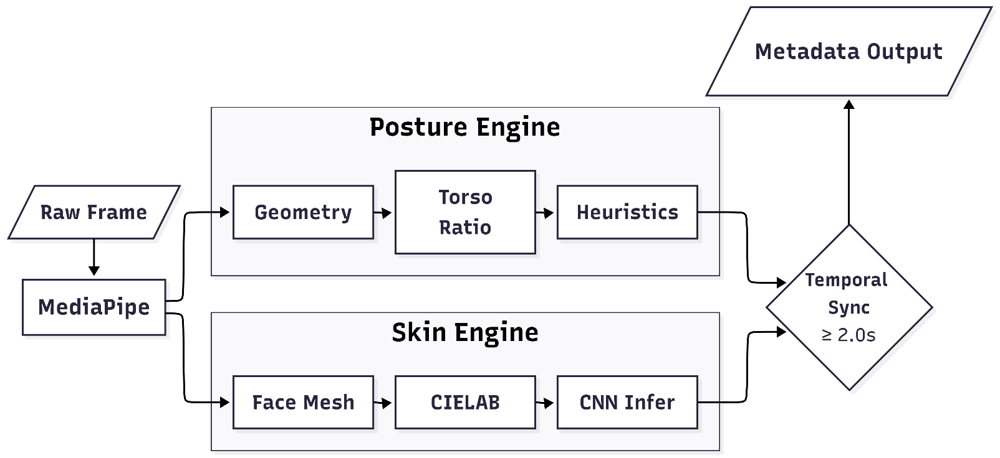 Metadata Output
Posture Engine
Raw Frame
Geometry
Torso
Ratio
Heuristics
MediaPipe
Temporal
Sync
≥ 2.0s
Skin Engine
Face Mesh
CIELAB
CNN Infer